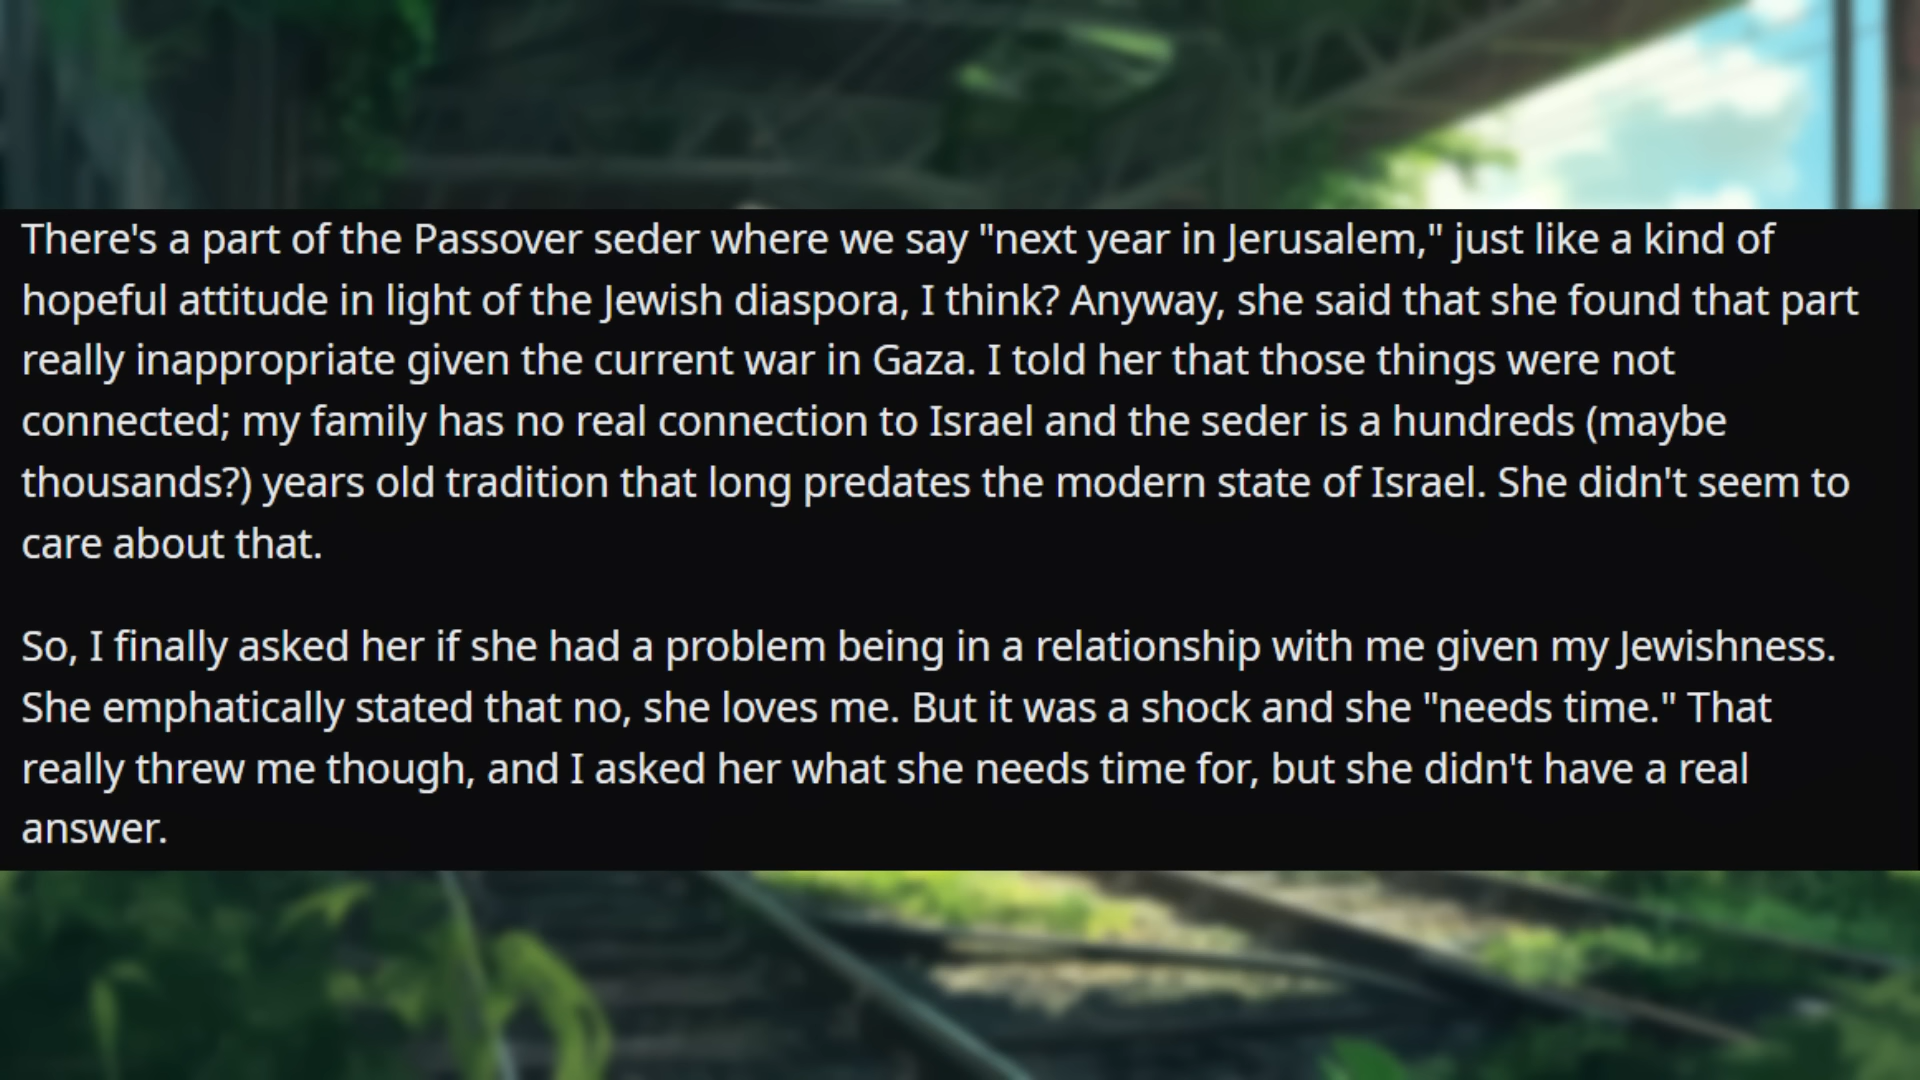 There's a part of the Passover seder where we say "next year in Jerusalem," just like a kind of
hopeful attitude in light of the Jewish diaspora, I think? Anyway, she said that she found that part
really inappropriate given the current war in Gaza. I told her that those things were not
connected; my family has no real connection to Israel and the seder is a hundreds (maybe
thousands?) years old tradition that long predates the modern state of Israel. She didn't seem to
care about that.
So, I finally asked her if she had a problem being in a relationship with me given my Jewishness.
She emphatically stated that no, she loves me. But it was a shock and she "needs time." That
really threw me though, and I asked her what she needs time for, but she didn't have a real
answer.